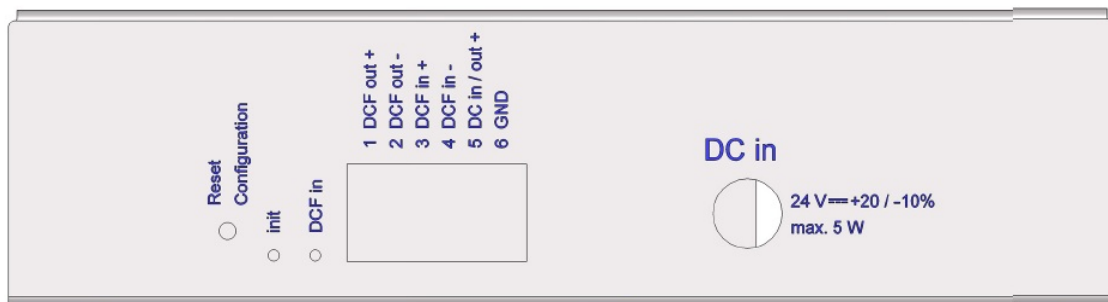 Reset
Configuration
init
DCF in
1 DCF out +
2 DCF out -
3 DCF in +
4 DCF in -
5 DC in / out +
6 GND
DC in
24 V⎓+20 / -10%
max. 5 W